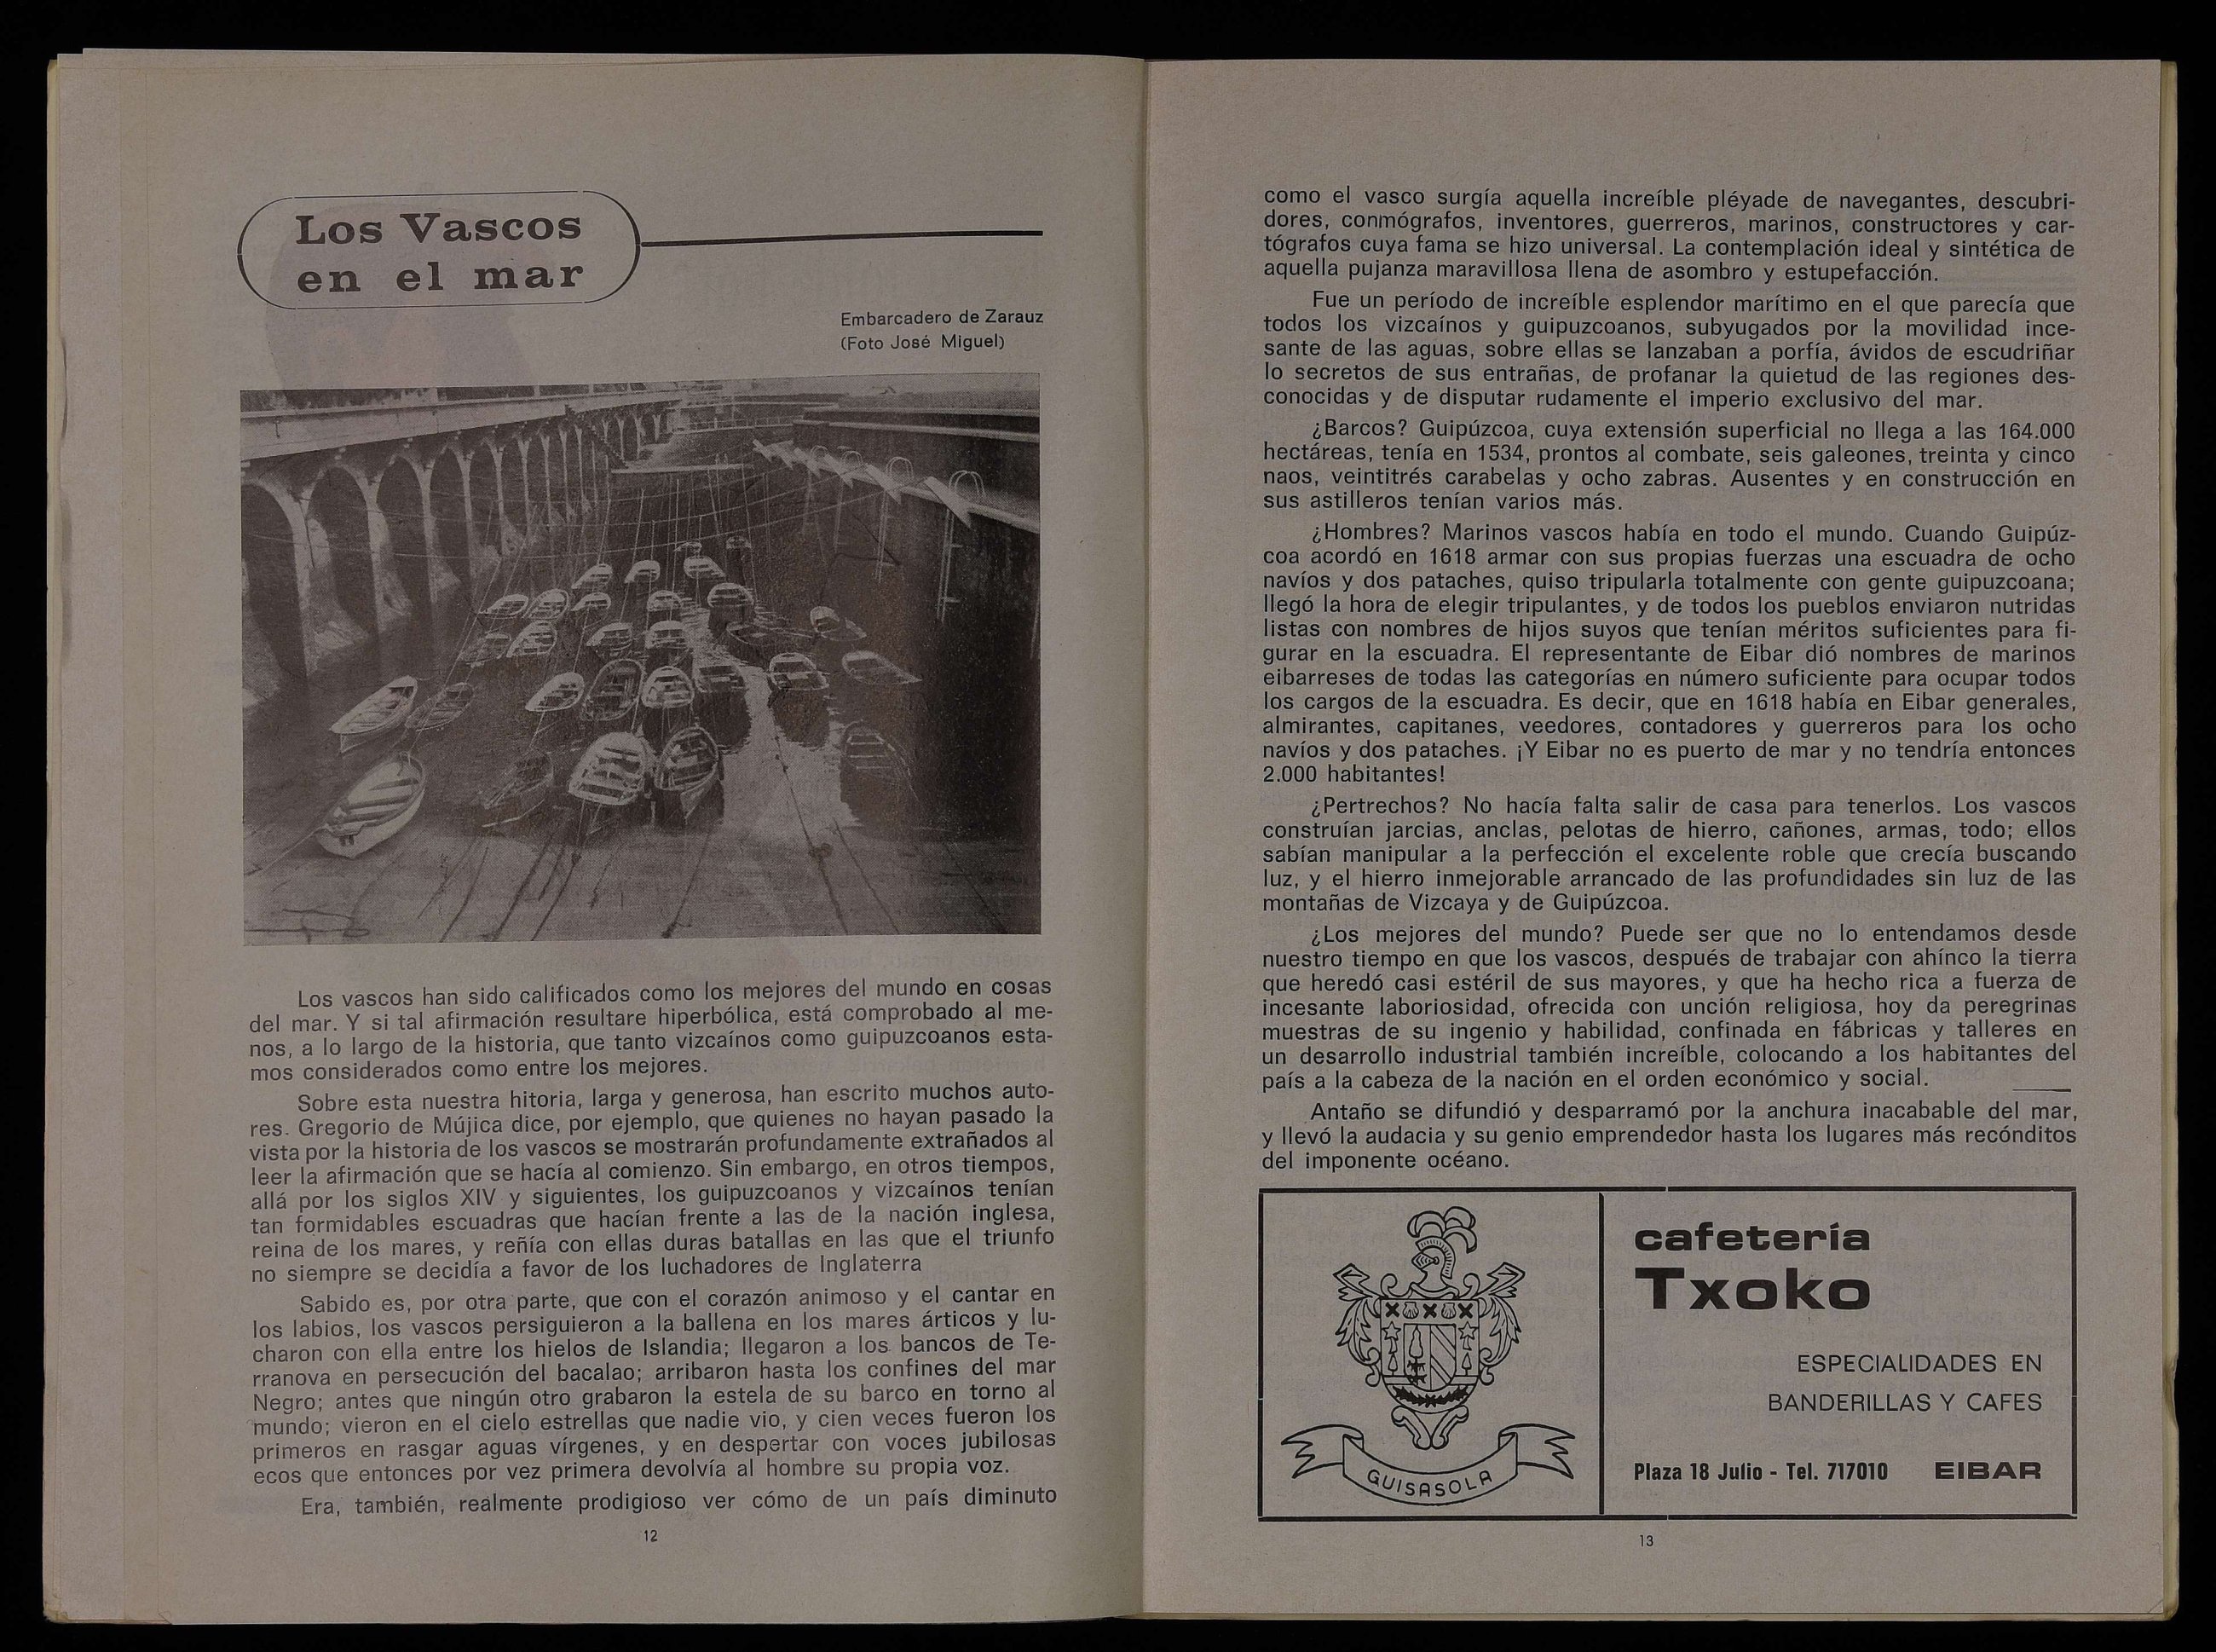 Los Vascos
en el mar
Embarcadero de Zarauz
(Foto José Miguel)
Los vascos han sido calificados como los mejores del mundo en cosas
del mar. Y si tal afirmación resultare hiperbólica, está comprobado al me-
nos, a lo largo de la historia, que tanto vizcaínos como guipuzcoanos esta-
mos considerados como entre los mejores.
Sobre esta nuestra hitoria, larga y generosa, han escrito muchos auto-
res. Gregorio de Mújica dice, por ejemplo, que quienes no hayan pasado la
vista por la historia de los vascos se mostrarán profundamente extrañados al
leer la afirmación que se hacía al comienzo. Sin embargo, en otros tiempos,
allá por los siglos XIV y siguientes, los guipuzcoanos y vizcaínos tenían
tan formidables escuadras que hacían frente a las de la nación inglesa,
reina de los mares, y reñía con ellas duras batallas en las que el triunfo
no siempre se decidía a favor de los luchadores de Inglaterra
Sabido es, por otra parte, que con el corazón animoso y el cantar en
los labios, los vascos persiguieron a la ballena en los mares árticos y lu-
charon con ella entre los hielos de Islandia; llegaron a los bancos de Te-
rranova en persecución del bacalao; arribaron hasta los confines del mar
Negro; antes que ningún otro grabaron la estela de su barco en torno al
mundo; vieron en el cielo estrellas que nadie vio, y cien veces fueron los
primeros en rasgar aguas vírgenes, y en despertar con voces jubilosas
ecos que entonces por vez primera devolvía al hombre su propia voz.
Era, también, realmente prodigioso ver cómo de un país diminuto
12
como el vasco surgía aquella increíble pléyade de navegantes, descubri-
dores, conmógrafos, inventores, guerreros, marinos, constructores y car-
tógrafos cuya fama se hizo universal. La contemplación ideal y sintética de
aquella pujanza maravillosa llena de asombro y estupefacción.
Fue un período de increíble esplendor marítimo en el que parecía que
todos los vizcaínos y guipuzcoanos, subyugados por la movilidad ince-
sante de las aguas, sobre ellas se lanzaban a porfía, ávidos de escudriñar
lo secretos de sus entrañas, de profanar la quietud de las regiones des-
conocidas y de disputar rudamente el imperio exclusivo del mar.
¿Barcos? Guipúzcoa, cuya extensión superficial no llega a las 164.000
hectáreas, tenía en 1534, prontos al combate, seis galeones, treinta y cinco
naos, veintitrés carabelas y ocho zabras. Ausentes y en construcción en
sus astilleros tenían varios más.
¿Hombres? Marinos vascos había en todo el mundo. Cuando Guipúz-
coa acordó en 1618 armar con sus propias fuerzas una escuadra de ocho
navíos y dos pataches, quiso tripularla totalmente con gente guipuzcoana;
llegó la hora de elegir tripulantes, y de todos los pueblos enviaron nutridas
listas con nombres de hijos suyos que tenían méritos suficientes para fi-
gurar en la escuadra. El representante de Eibar dió nombres de marinos
eibarreses de todas las categorías en número suficiente para ocupar todos
los cargos de la escuadra. Es decir, que en 1618 había en Eibar generales,
almirantes, capitanes, veedores, contadores y guerreros para los ocho
navíos y dos pataches. ¡Y Eibar no es puerto de mar y no tendría entonces
2.000 habitantes!
¿Pertrechos? No hacía falta salir de casa para tenerlos. Los vascos
construían jarcias, anclas, pelotas de hierro, cañones, armas, todo; ellos
sabían manipular a la perfección el excelente roble que crecía buscando
luz, y el hierro inmejorable arrancado de las profundidades sin luz de las
montañas de Vizcaya y de Guipúzcoa.
¿Los mejores del mundo? Puede ser que no lo entendamos desde
nuestro tiempo en que los vascos, después de trabajar con ahínco la tierra
que heredó casi estéril de sus mayores, y que ha hecho rica a fuerza de
incesante laboriosidad, ofrecida con unción religiosa, hoy da peregrinas
muestras de su ingenio y habilidad, confinada en fábricas y talleres en
un desarrollo industrial también increíble, colocando a los habitantes del
país a la cabeza de la nación en el orden económico y social.
Antaño se difundió y desparramó por la anchura inacabable del mar,
y llevó la audacia y su genio emprendedor hasta los lugares más recónditos
del imponente océano.
GUISASOLA
cafetería
Txoko
ESPECIALIDADES EN
BANDERILLAS Y CAFES
Plaza 18 Julio - Tel. 717010 EIBAR
13